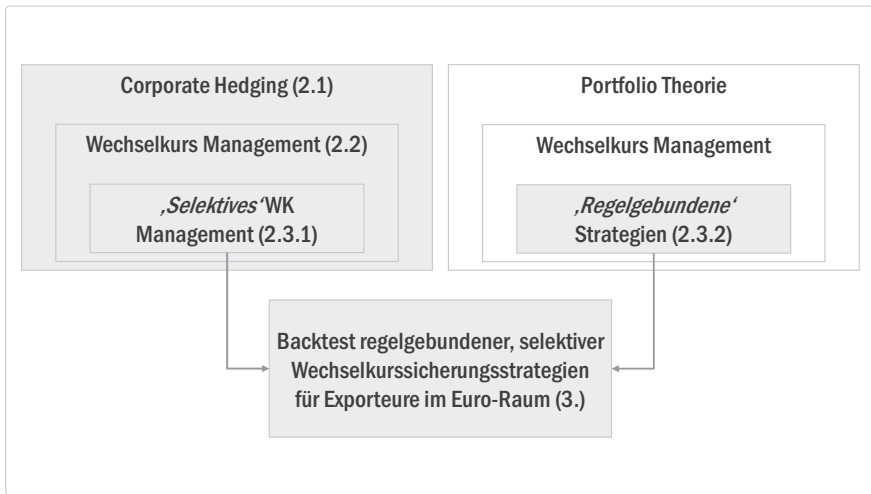 Corporate Hedging (2.1)
Wechselkurs Management (2.2)
‚Selektives‘WK
Management (2.3.1)
Portfolio Theorie
Wechselkurs Management
‚Regelgebundene‘
Strategien (2.3.2)
Backtest regelgebundener, selektiver
Wechselkurssicherungsstrategien
für Exporteure im Euro-Raum (3.)